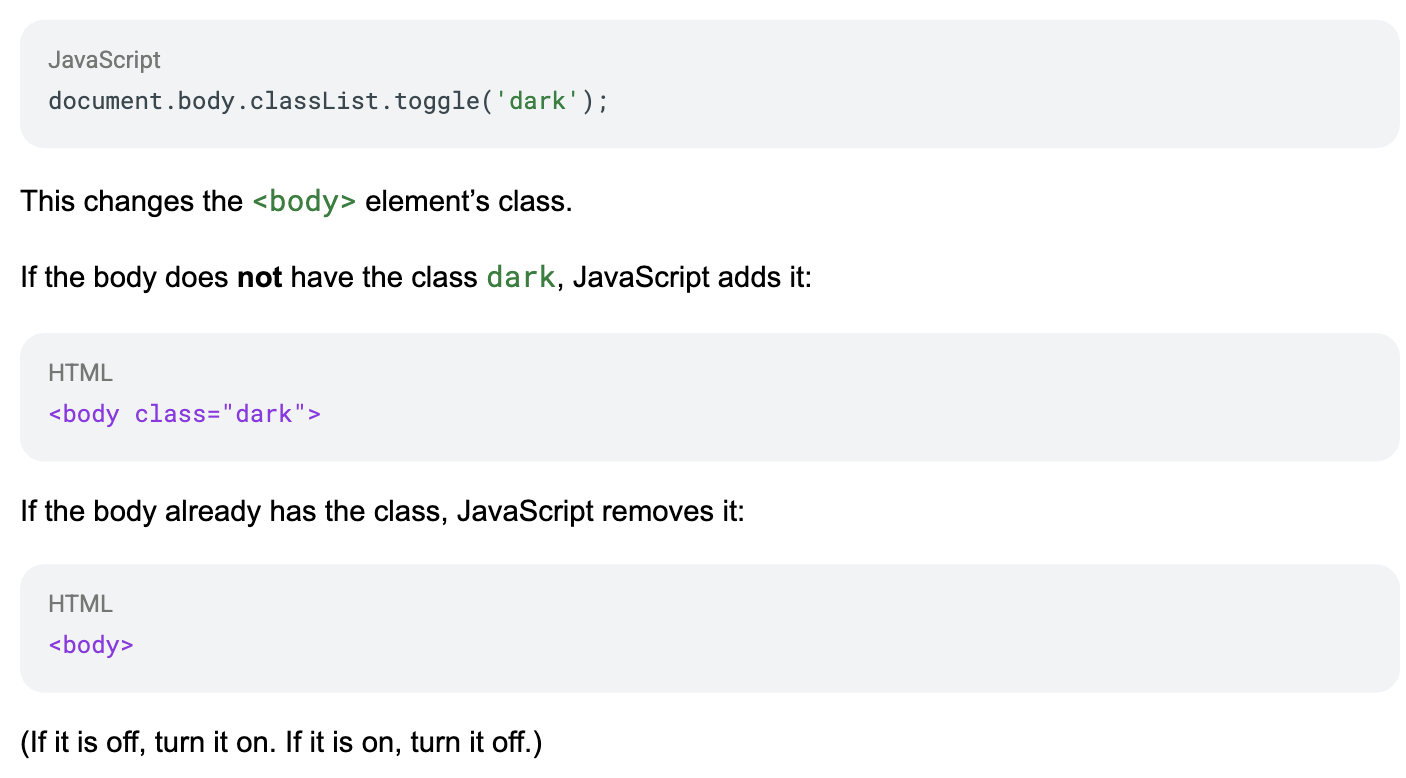 JavaScript
document.body.classList.toggle('dark');
This changes the <body> element’s class.
If the body does not have the class dark, JavaScript adds it:
HTML
<body class="dark">
If the body already has the class, JavaScript removes it:
HTML
<body>
(If it is off, turn it on. If it is on, turn it off.)